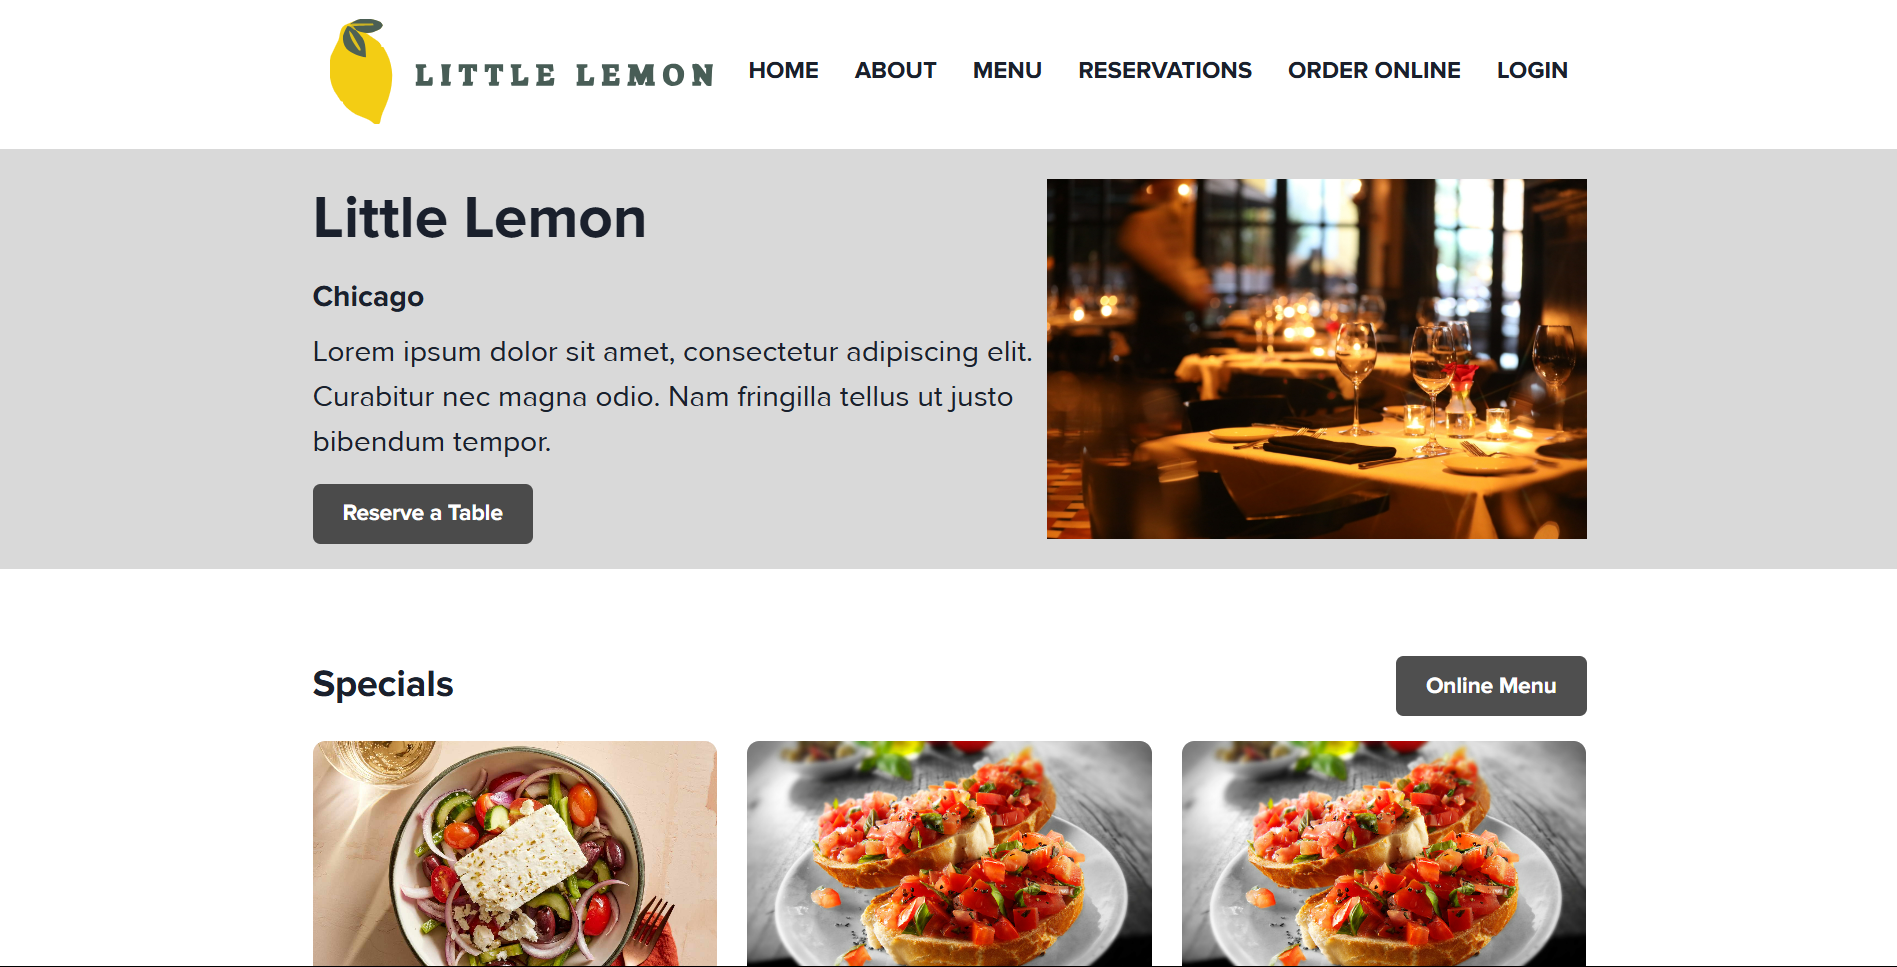 LITTLE LEMON
HOME ABOUT MENU RESERVATIONS ORDER ONLINE LOGIN
Little Lemon
Chicago
Lorem ipsum dolor sit amet, consectetur adipiscing elit.
Curabitur nec magna odio. Nam fringilla tellus ut justo
bibendum tempor.
Reserve a Table
Specials
Online Menu